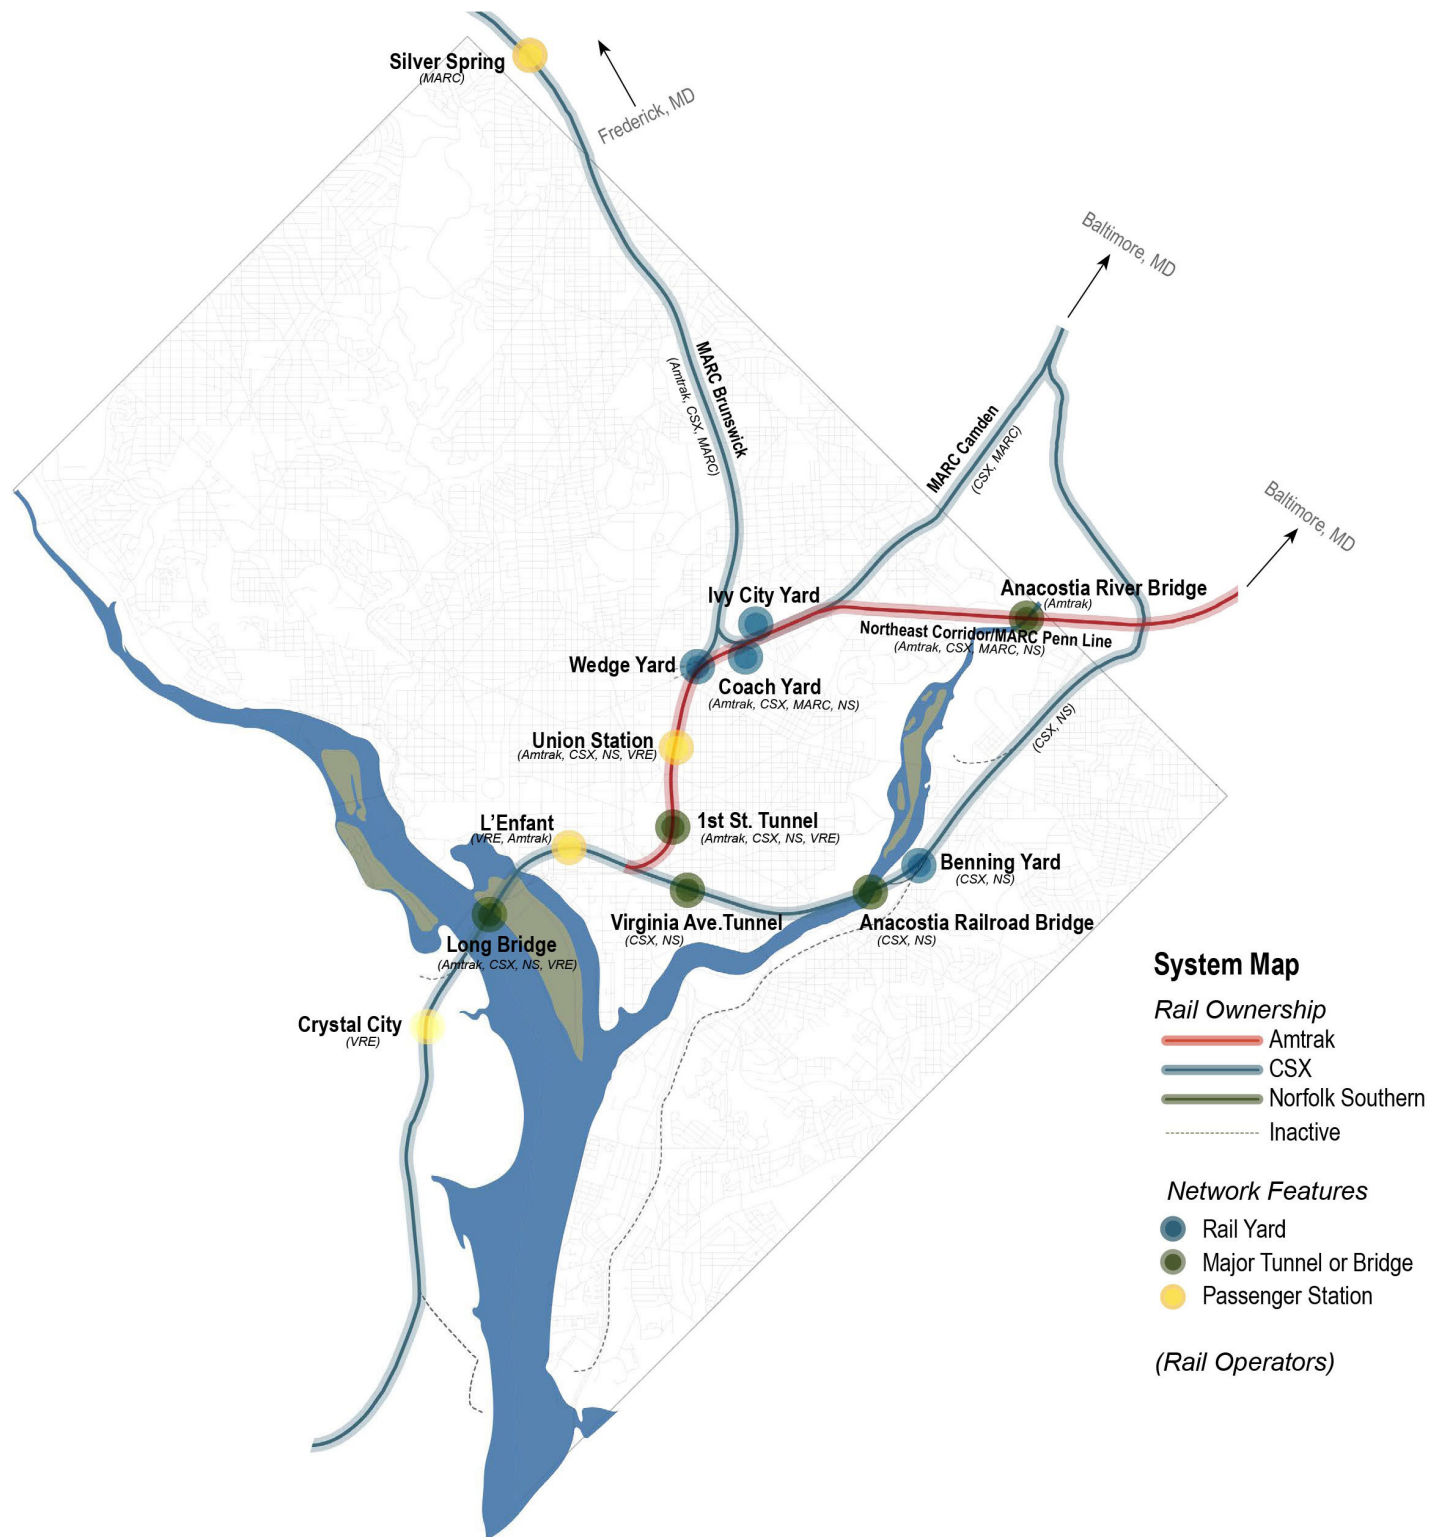 Silver Spring
(MARC)
Frederick, MD
Baltimore, MD
MARC Brunswick
(Amtrak, CSX, MARC)
MARC Camden
(CSX, MARC)
Baltimore, MD
Ivy City Yard
Anacostia River Bridge
(Amtrak)
Northeast Corridor/MARC Penn Line
(Amtrak, CSX, MARC, NS)
Wedge Yard
Coach Yard
(Amtrak, CSX, MARC, NS)
(CSX, NS)
Union Station
(Amtrak, CSX, NS, VRE)
L'Enfant
(VRE, Amtrak)
1st St. Tunnel
(Amtrak, CSX, NS, VRE)
Benning Yard
(CSX, NS)
Virginia Ave.Tunnel
(CSX, NS)
Anacostia Railroad Bridge
(CSX, NS)
Long Bridge
(Amtrak, CSX, NS, VRE)
Crystal City
(VRE)
System Map
Rail Ownership
Amtrak
CSX
Norfolk Southern
Inactive
Network Features
Rail Yard
Major Tunnel or Bridge
Passenger Station
(Rail Operators)